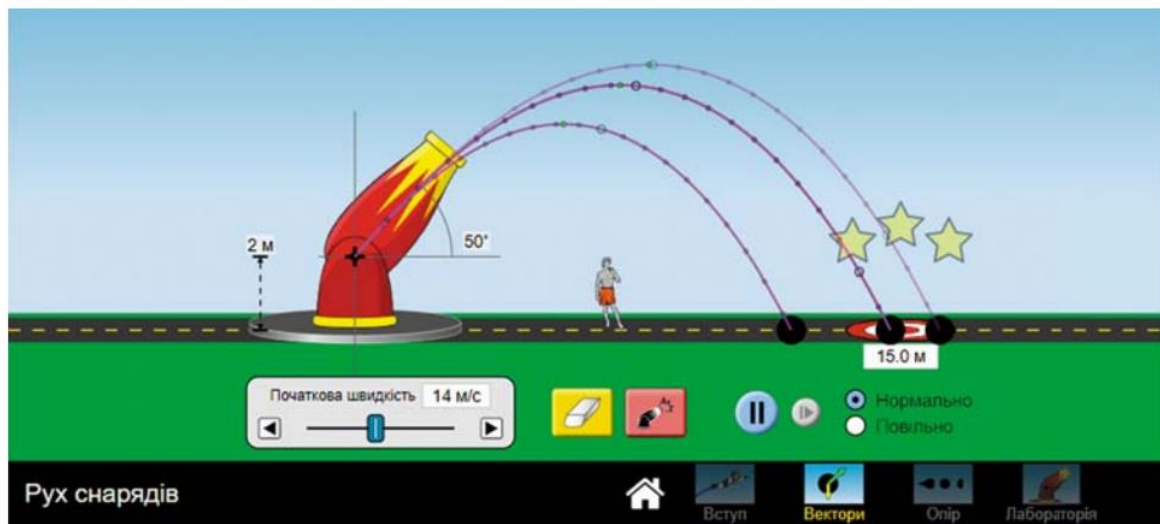 2 м
50°
15.0 м
Початкова швидкість 14 м/с
Нормально
Повільно
Рух снарядів
Вступ
Вектори
Опір
Лабораторія